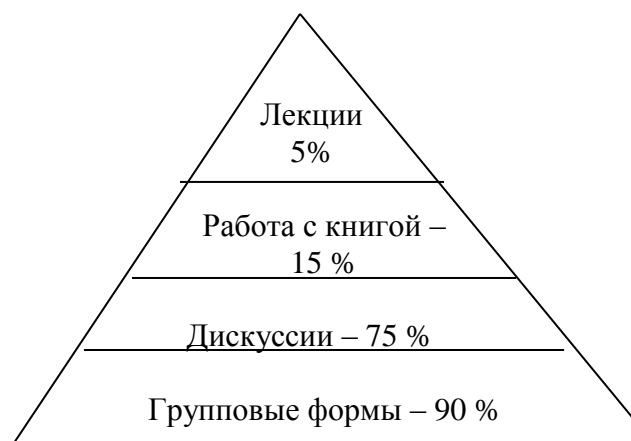 Лекции
5%
Работа с книгой –
15 %
Дискуссии – 75 %
Групповые формы – 90 %